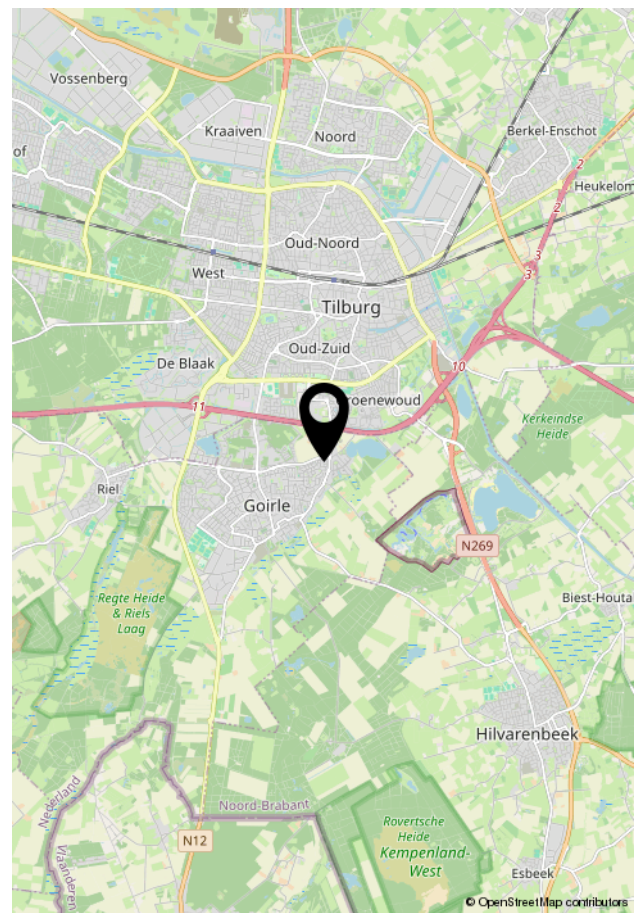 Vossenberg
Kraaiven
Noord
Berkel-Enschot
of
2
Heukelom
2
Oud-Noord
3
West
3
Tilburg
Oud-Zuid
De Blaak
10
roenewoud
11
Kerkeindse
Heide
Riel
Goirle
N269
Regte Heide
& Riels
Laag
Biest-Houta
Hilvarenbeek
Nederland
Noord-Brabant
Vlaanderen
N12
Rovertsche
Heide
Kempenland-
West
Esbeek
© OpenStreetMap contributors